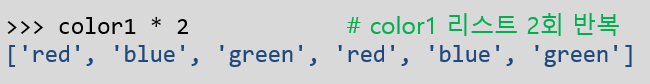 >>> color1 * 2 # color1 리스트 2회 반복
['red', 'blue', 'green', 'red', 'blue', 'green']